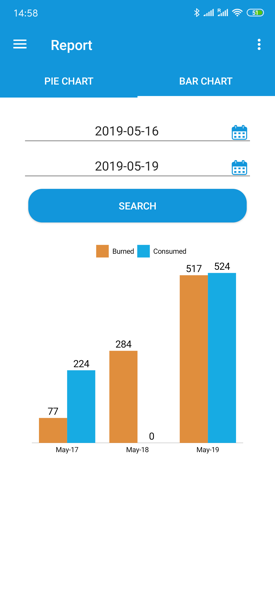 14:58
51
Report
PIE CHART
BAR CHART
2019-05-16
2019-05-19
SEARCH
Burned Consumed
517 524
284
224
77
0
May-17 May-18 May-19